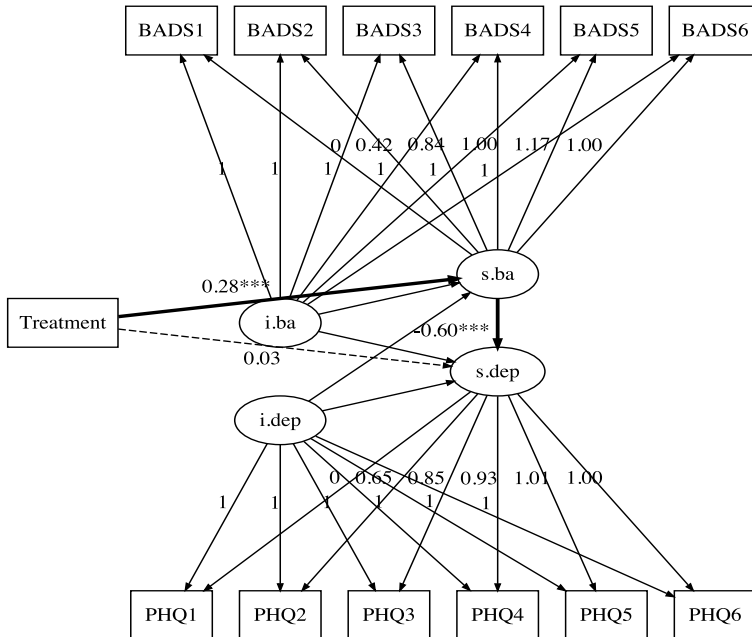 BADS1 BADS2 BADS3 BADS4 BADS5 BADS6
0 0.42 0.84 1.00 1.17 1.00
1 1 1 1 1 1
s.ba
0.28***
Treatment
i.ba
-0.60***
0.03
s.dep
i.dep
0 0.65 0.85 0.93 1.01 1.00
1 1 1 1 1 1
PHQ1 PHQ2 PHQ3 PHQ4 PHQ5 PHQ6